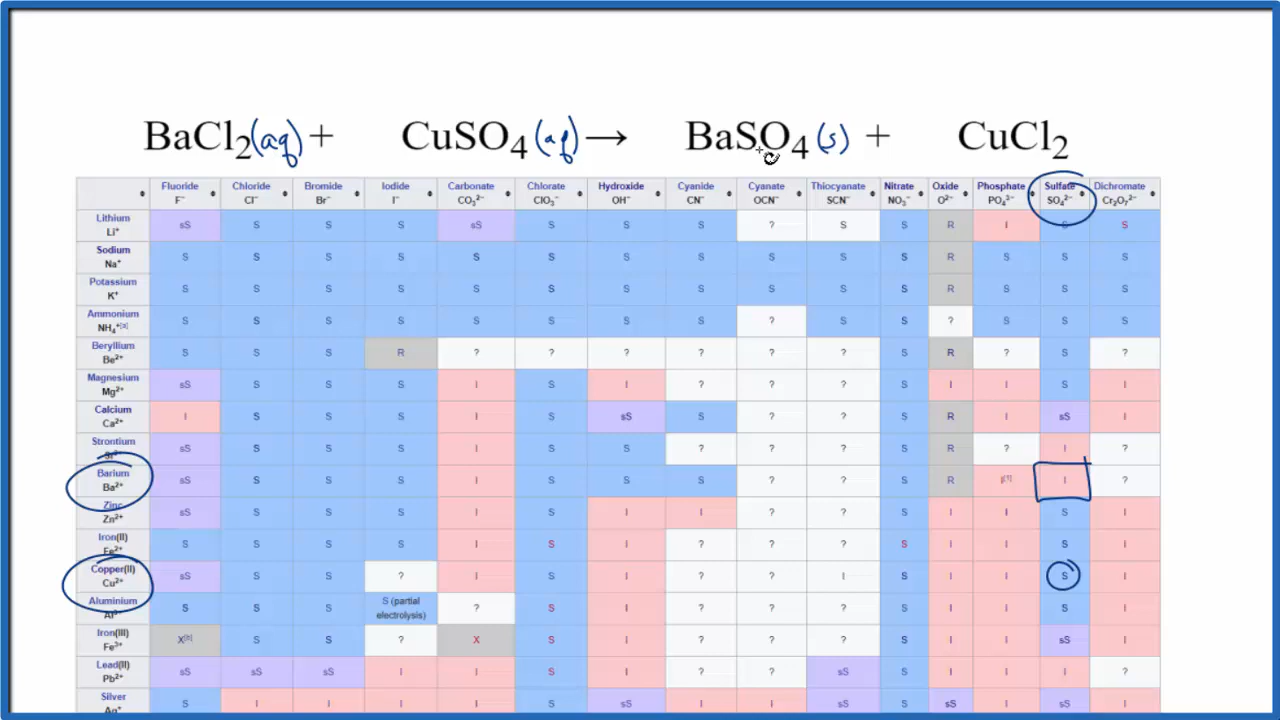 BaCl₂(aq) + CuSO₄(aq) → BaSO₄(s) + CuCl₂
Fluoride F⁻ Chloride Cl⁻ Bromide Br⁻ Iodide I⁻ Carbonate CO₃²⁻ Chlorate ClO₃⁻ Hydroxide OH⁻ Cyanide CN⁻ Cyanate OCN⁻ Thiocyanate SCN⁻ Nitrate NO₃⁻ Oxide O²⁻ Phosphate PO₄³⁻ Sulfate SO₄²⁻ Dichromate Cr₂O₇²⁻
Lithium Li⁺ sS S S S sS S S S ? S S R I S S
Sodium Na⁺ S S S S S S S S S S S R S S S
Potassium K⁺ S S S S S S S S S S S R S S S
Ammonium NH₄⁺[3] S S S S S S S S ? S S ? S S S
Beryllium Be²⁺ S S S R ? ? ? ? ? ? S R ? S ?
Magnesium Mg²⁺ sS S S S I S I ? ? ? S I I S I
Calcium Ca²⁺ I S S S I S sS S ? ? S R I sS I
Strontium Sr²⁺ sS S S S I S S ? ? ? S R ? I ?
Barium Ba²⁺ sS S S S I S S S ? ? S R I[7] I ?
Zinc Zn²⁺ sS S S S I S I I ? ? S I I S I
Iron(II) Fe²⁺ S S S S I S I ? ? ? S I I S I
Copper(II) Cu²⁺ sS S S ? I S I ? ? I S I I S I
Aluminium Al³⁺ S S S S (partial electrolysis) ? S I ? ? ? S I I S I
Iron(III) Fe³⁺ X[8] S S ? X S I ? ? ? S I I sS I
Lead(II) Pb²⁺ sS sS sS I I S I ? ? sS S I I I ?
Silver Ag⁺ S I I I I S sS I I sS S sS I sS I